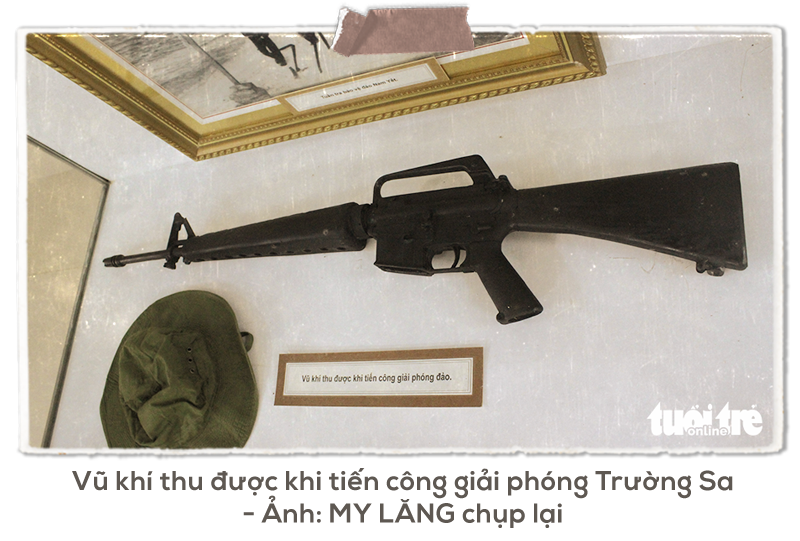 Vũ khí thu được khi tiến công giải phóng đảo.
tuổi trẻ
online
Vũ khí thu được khi tiến công giải phóng Trường Sa
- Ảnh: MY LĂNG chụp lại